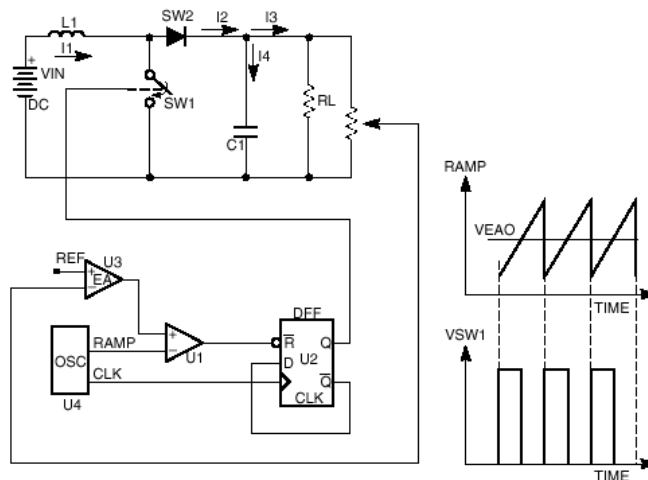 L1
SW2
I2
I3
I1
I4
+
VIN
DC
SW1
RL
C1
RAMP
VEAO
TIME
REF
U3
+
EA
−
DFF
+
−
U1
R
Q
D
U2
Q
CLK
OSC
RAMP
CLK
U4
VSW1
TIME